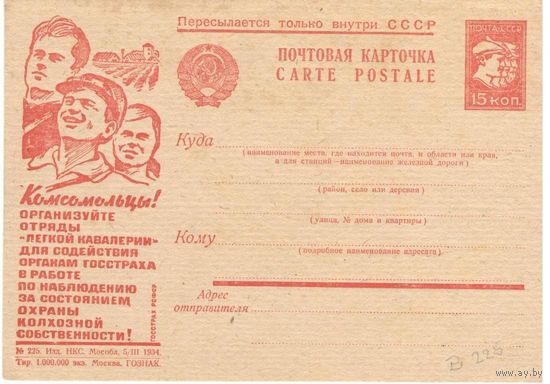 Пересылается только внутри СССР
ПОЧТОВАЯ КАРТОЧКА
CARTE POSTALE
ПОЧТА СССР
15 КОП.
Комсомольцы!
ОРГАНИЗУЙТЕ
ОТРЯДЫ
"ЛЕГКОЙ КАВАЛЕРИИ"
ДЛЯ СОДЕЙСТВИЯ
ОРГАНАМ ГОССТРАХА
В РАБОТЕ
ПО НАБЛЮДЕНИЮ
ЗА СОСТОЯНИЕМ
ОХРАНЫ
КОЛХОЗНОЙ
СОБСТВЕННОСТИ!
ГОССТРАХ РСФСР
№ 225. Изд. НКС. Мособл. 5/III 1934.
Тир. 1.000.000 экз. Москва. ГОЗНАК.
Куда
(наименование места, где находится почта, и области или края,
а для станций—наименование железной дороги)
(район, село или деревня)
(улица, № дома и квартиры)
Кому
(подробное наименование адресата)
Адрес
отправителя
В 225
http://www.ay.by/